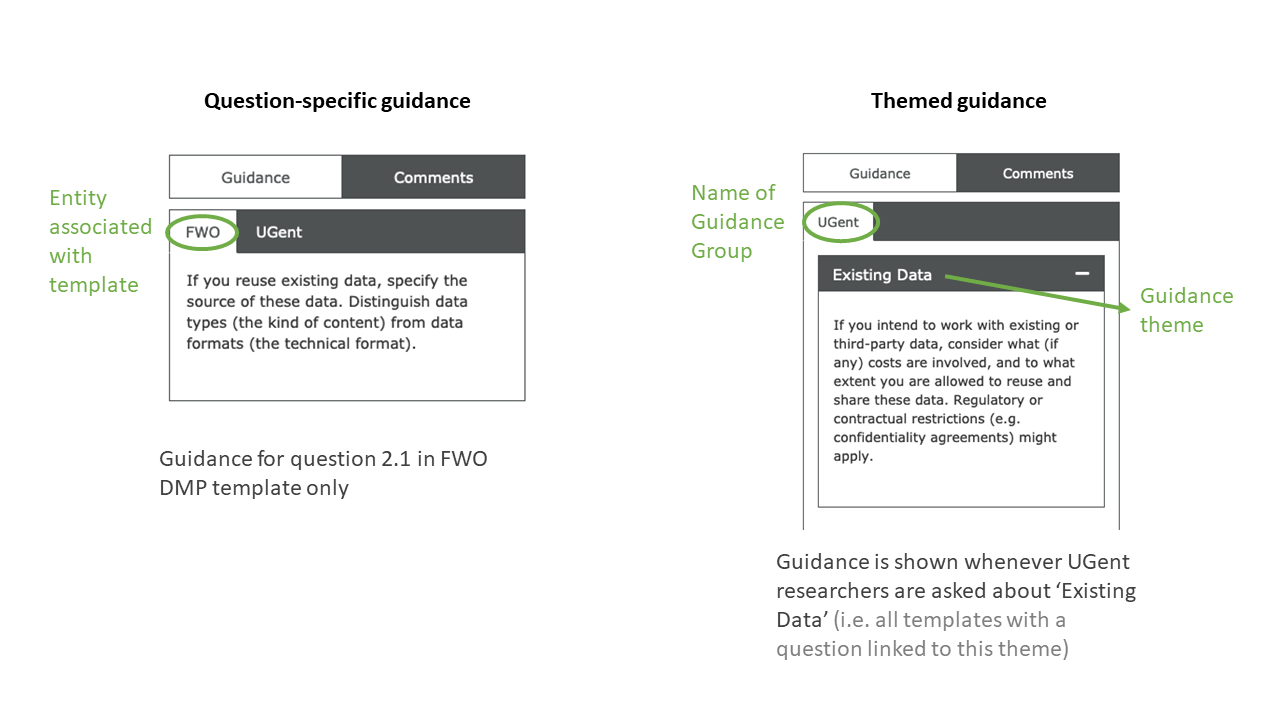 Question-specific guidance
Guidance
Comments
Entity
associated
with
template
FWO
UGent
If you reuse existing data, specify the
source of these data. Distinguish data
types (the kind of content) from data
formats (the technical format).
Guidance for question 2.1 in FWO
DMP template only
Themed guidance
Guidance
Comments
Name of
Guidance
Group
UGent
Existing Data
Guidance
theme
If you intend to work with existing or
third-party data, consider what (if
any) costs are involved, and to what
extent you are allowed to reuse and
share these data. Regulatory or
contractual restrictions (e.g.
confidentiality agreements) might
apply.
Guidance is shown whenever UGent
researchers are asked about ‘Existing
Data’ (i.e. all templates with a
question linked to this theme)